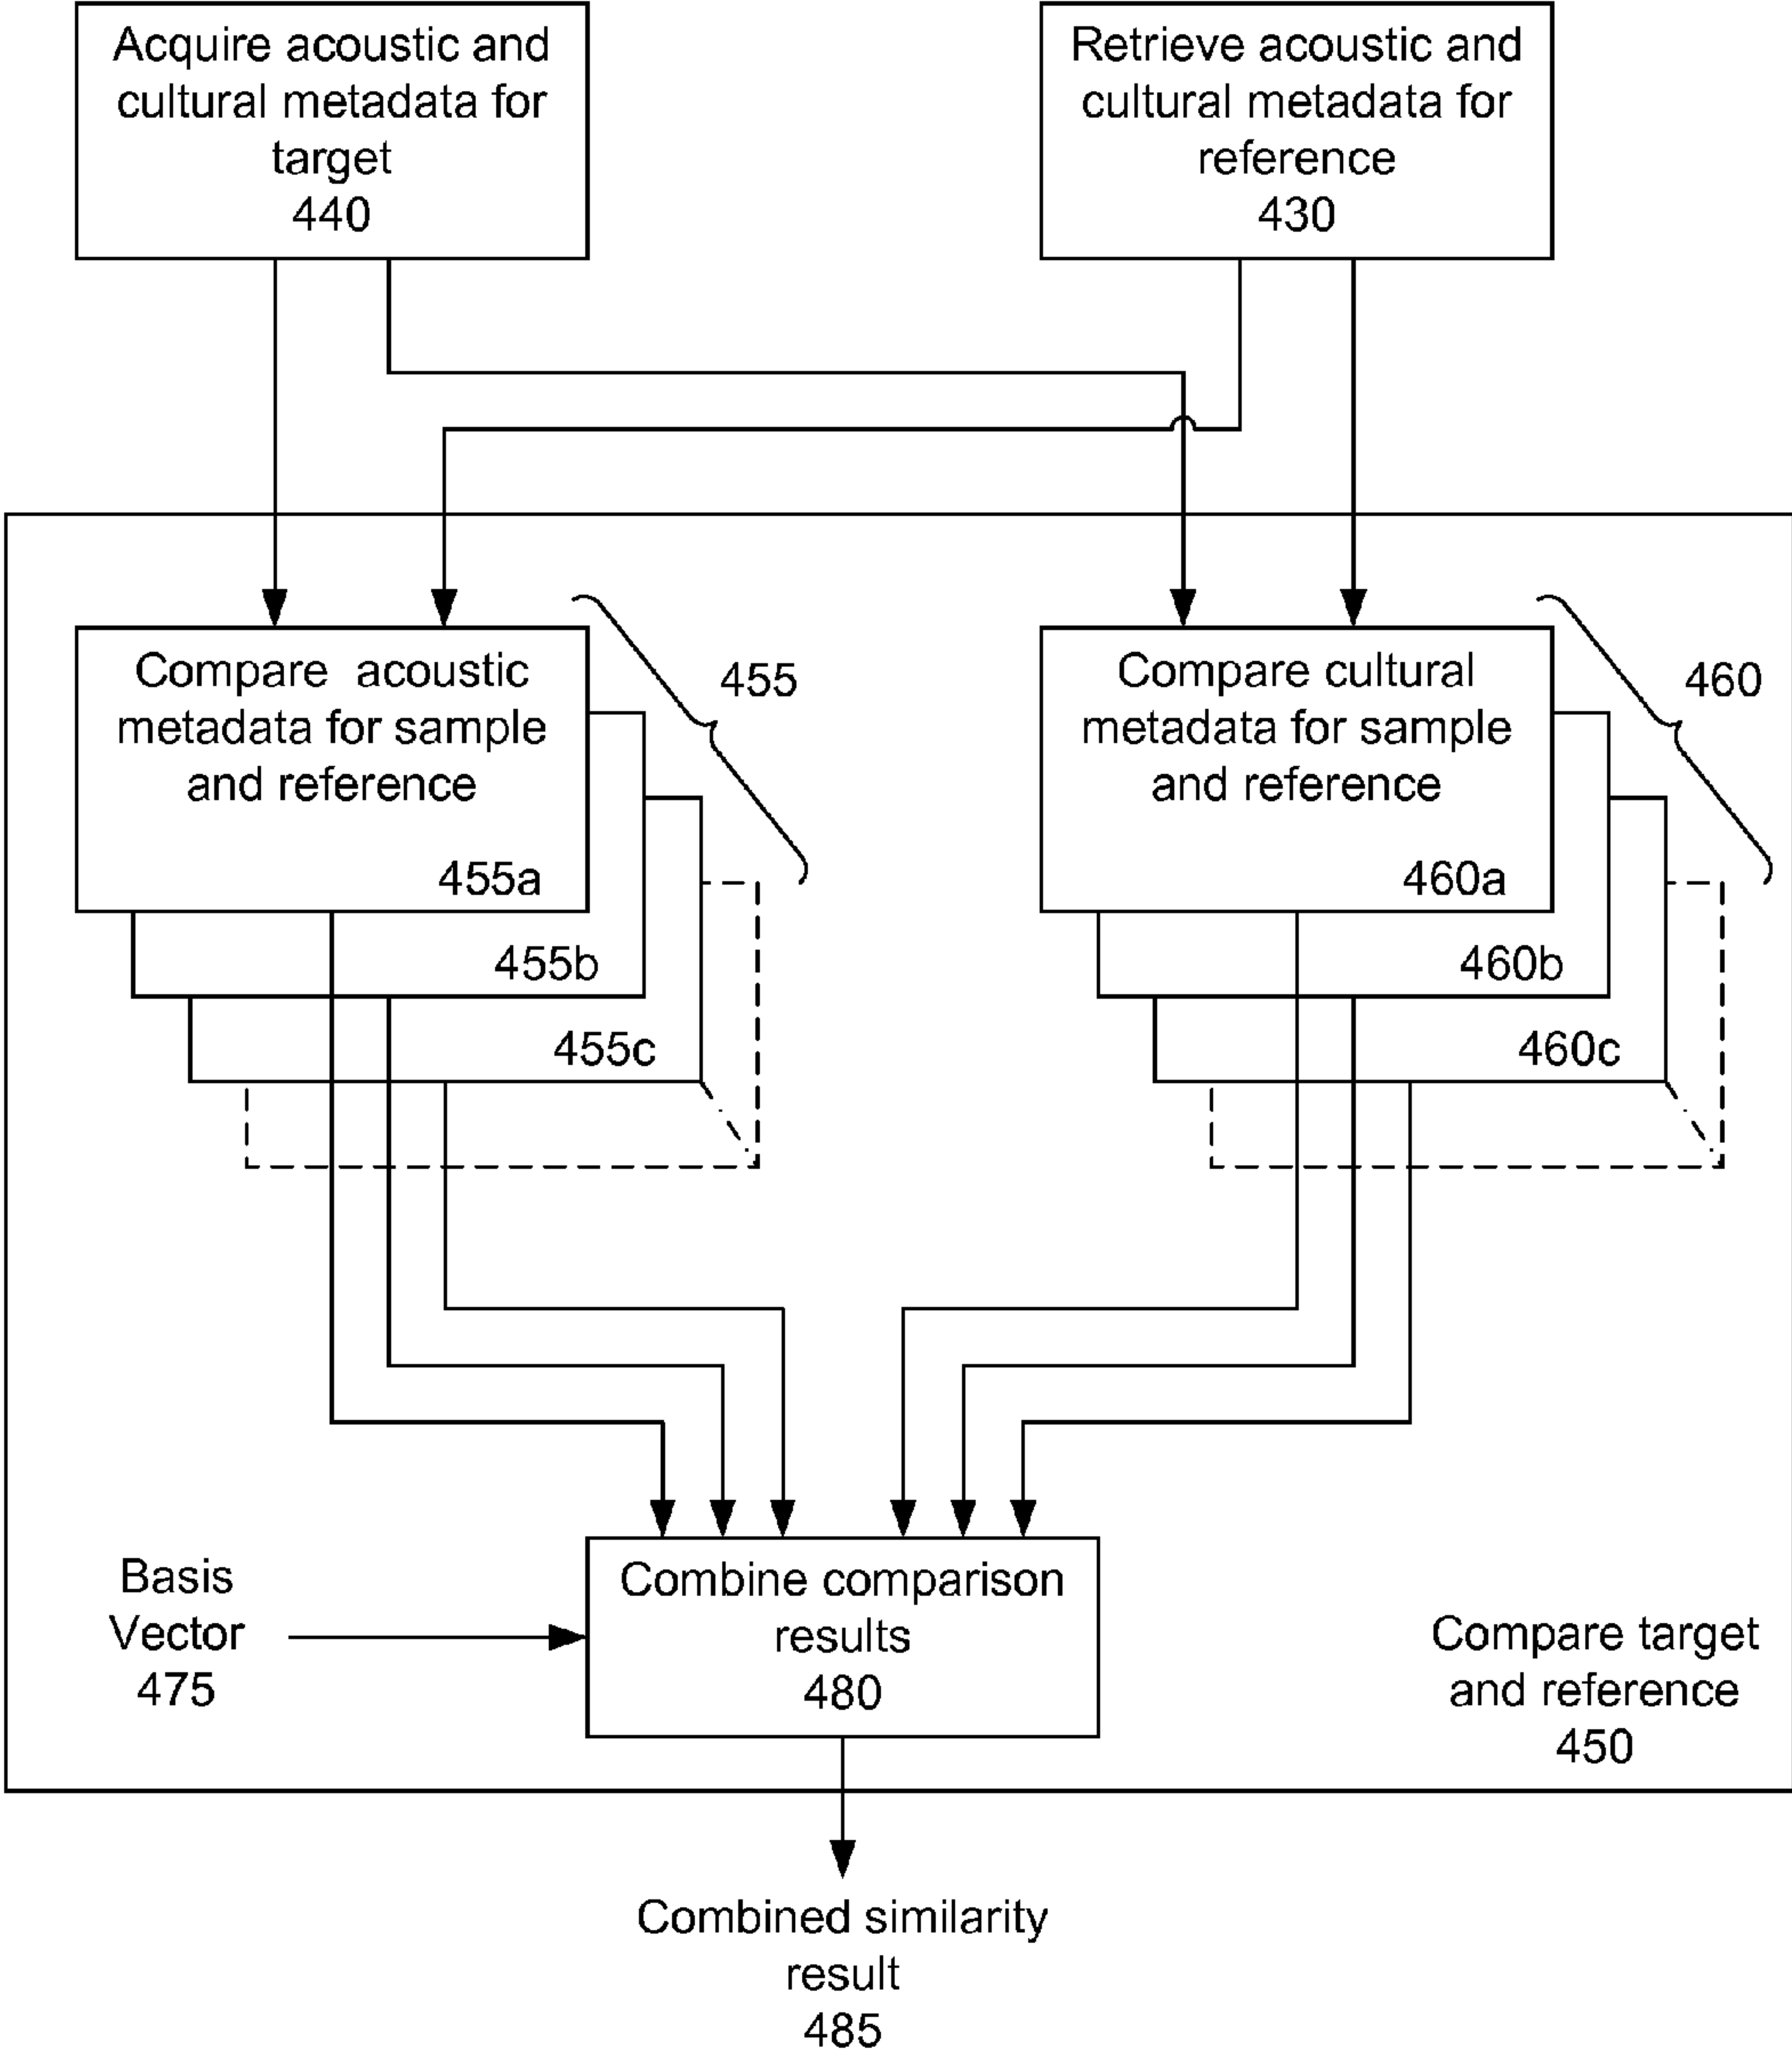 Acquire acoustic and
cultural metadata for
target
440
Retrieve acoustic and
cultural metadata for
reference
430
Compare acoustic
metadata for sample
and reference
455a
455b
455c
455
Compare cultural
metadata for sample
and reference
460a
460b
460c
460
Basis
Vector
475
Combine comparison
results
480
Compare target
and reference
450
Combined similarity
result
485